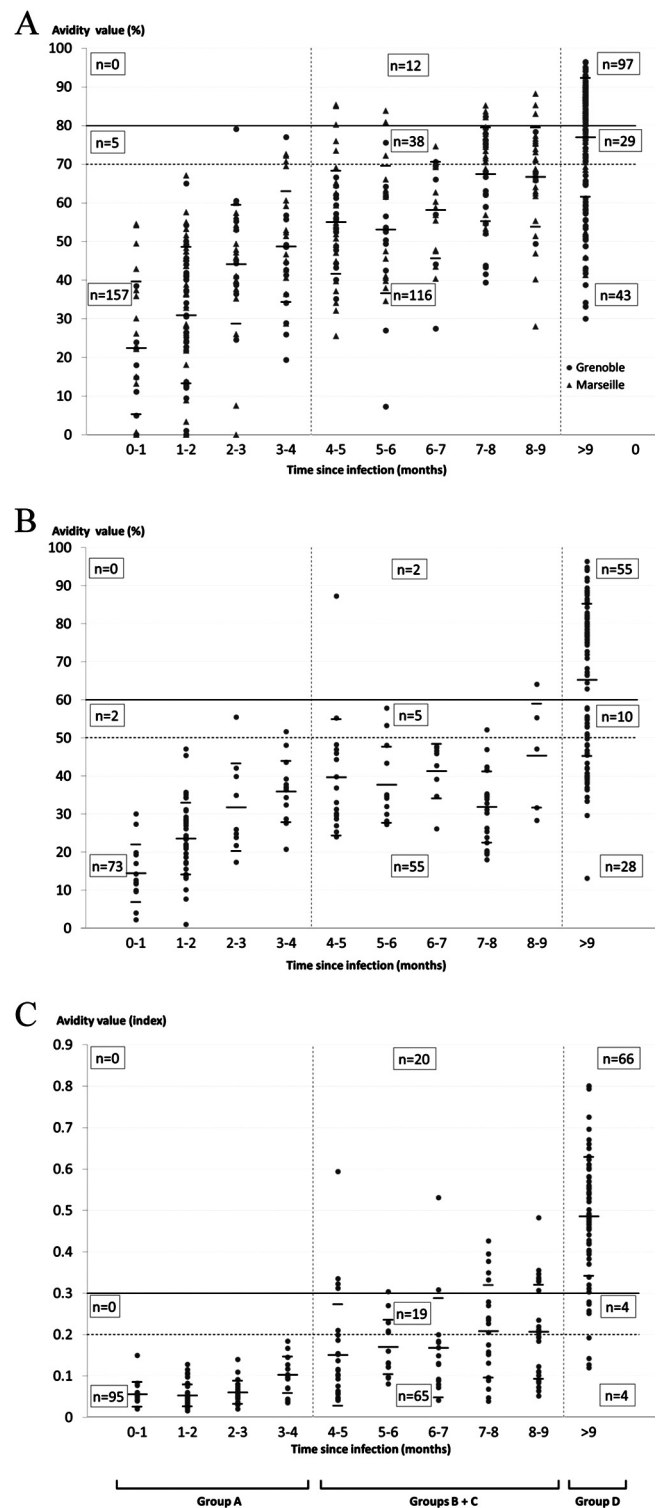 A
Avidity value (%)
100
90
80
70
60
50
40
30
20
10
0
n=0
n=12
n=97
n=5
n=38
n=29
n=157
n=116
n=43
Grenoble
Marseille
0-1 1-2 2-3 3-4 4-5 5-6 6-7 7-8 8-9 >9 0
Time since infection (months)
B
Avidity value (%)
100
90
80
70
60
50
40
30
20
10
0
n=0
n=2
n=55
n=2
n=5
n=10
n=73
n=55
n=28
0-1 1-2 2-3 3-4 4-5 5-6 6-7 7-8 8-9 >9
Time since infection (months)
C
Avidity value (index)
0.9
0.8
0.7
0.6
0.5
0.4
0.3
0.2
0.1
0
n=0
n=20
n=66
n=0
n=19
n=4
n=95
n=65
n=4
0-1 1-2 2-3 3-4 4-5 5-6 6-7 7-8 8-9 >9
Time since infection (months)
Group A Groups B + C Group D